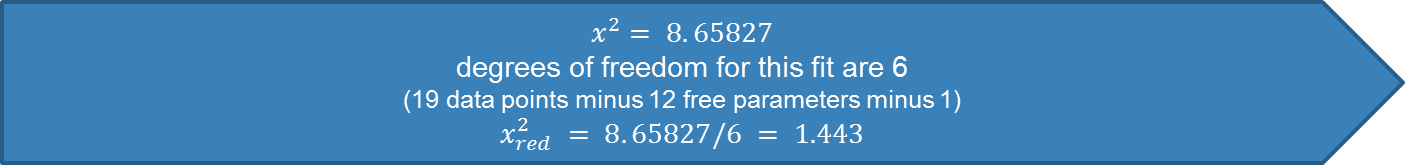 x² = 8.65827
degrees of freedom for this fit are 6
(19 data points minus 12 free parameters minus 1)
x²_red = 8.65827/6 = 1.443